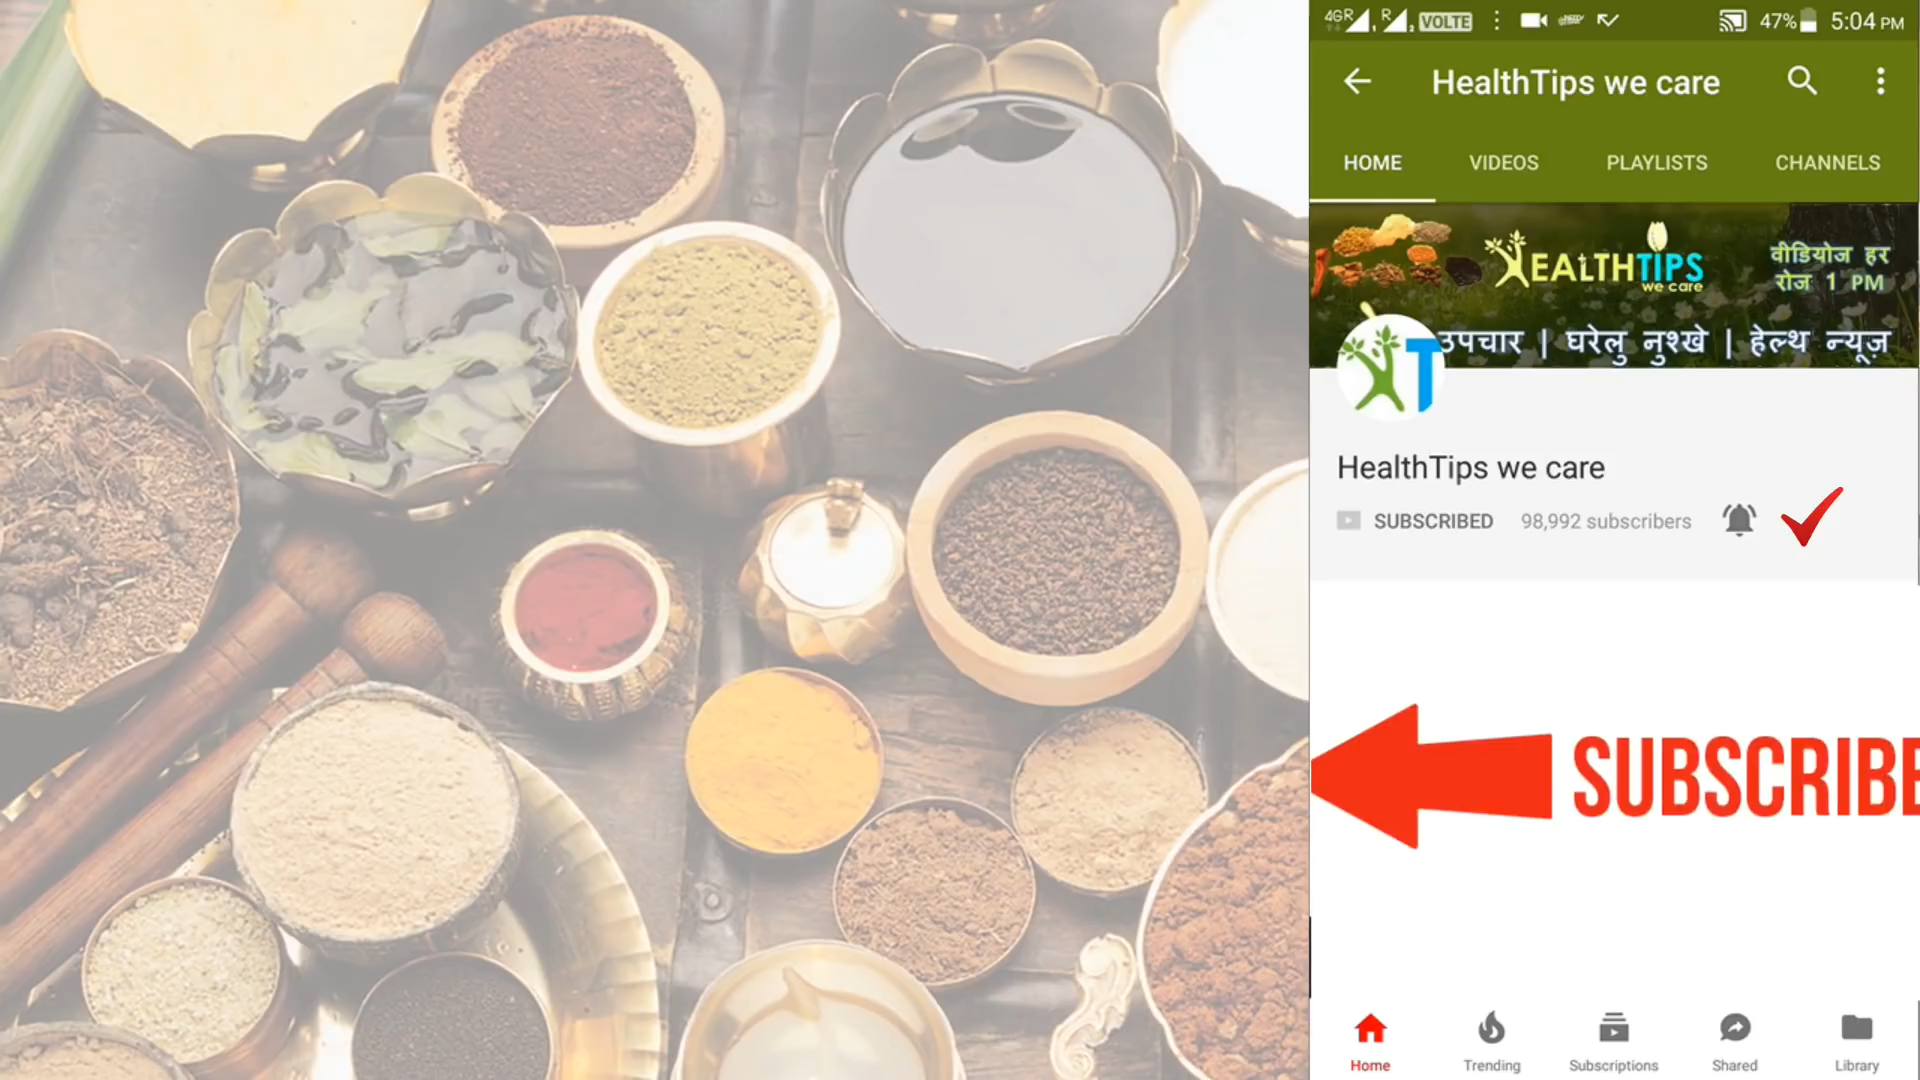 4G R R VOLTE 47% 5:04 PM
HealthTips we care
HOME VIDEOS PLAYLISTS CHANNELS
HEALTHTIPS
we care
वीडियोज हर
रोज 1 PM
उपचार | घरेलु नुश्खे | हेल्थ न्यूज़
T
HealthTips we care
SUBSCRIBED 98,992 subscribers
SUBSCRIBE
Home Trending Subscriptions Shared Library